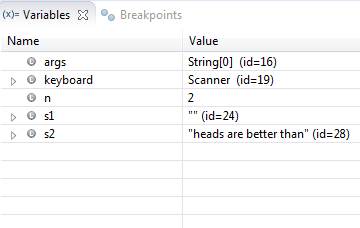 (x)= Variables Breakpoints
Name Value
args String[0] (id=16)
keyboard Scanner (id=19)
n 2
s1 "" (id=24)
s2 "heads are better than" (id=28)